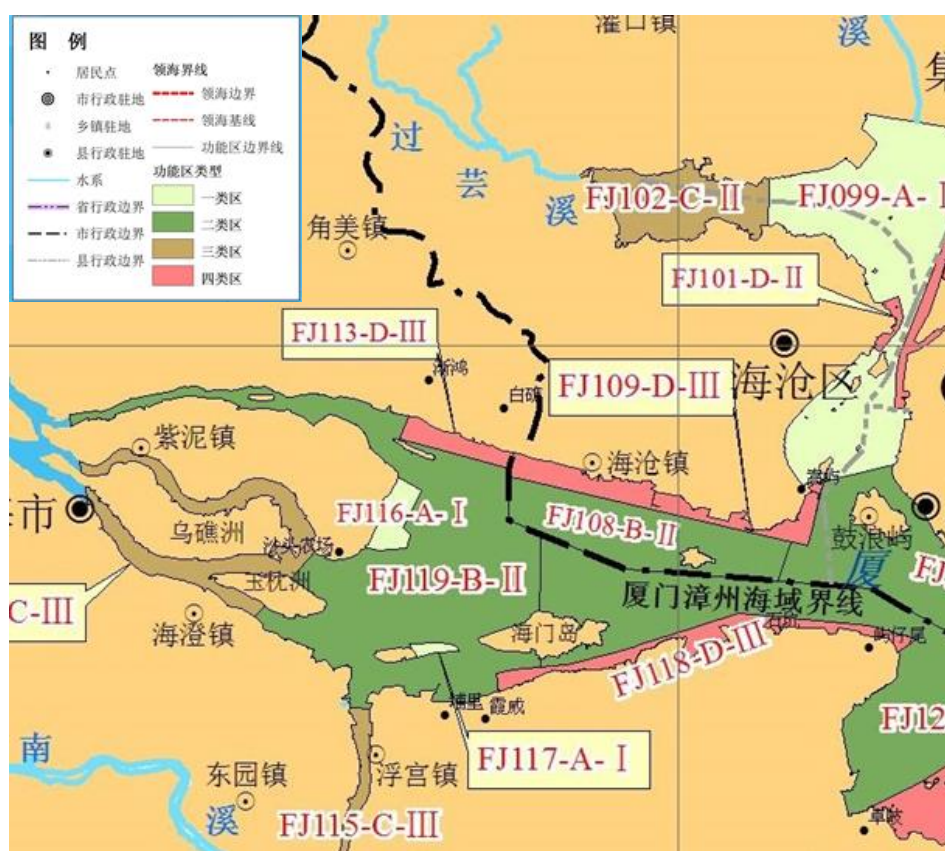 图 例
居民点
市行政驻地
乡镇驻地
县行政驻地
水系
省行政边界
市行政边界
县行政边界
领海界线
领海边界
领海基线
功能区边界线
功能区类型
一类区
二类区
三类区
四类区
灌口镇
溪
集
过
芸
溪
FJ102-C-Ⅱ
FJ099-A-
角美镇
FJ101-D-Ⅱ
FJ113-D-Ⅲ
FJ109-D-Ⅲ
海沧区
白礁
紫泥镇
海沧镇
嵩屿
市
FJ116-A-Ⅰ
FJ108-B-Ⅱ
鼓浪屿
乌礁洲
沙头农场
玉枕洲
FJ119-B-Ⅱ
厦
FJ
C-Ⅲ
厦门漳州海域界线
海澄镇
海门岛
石坑
屿仔尾
FJ118-D-Ⅲ
埔里
霞威
FJ12
南
FJ117-A-Ⅰ
东园镇
浮宫镇
溪
FJ115-C-Ⅲ